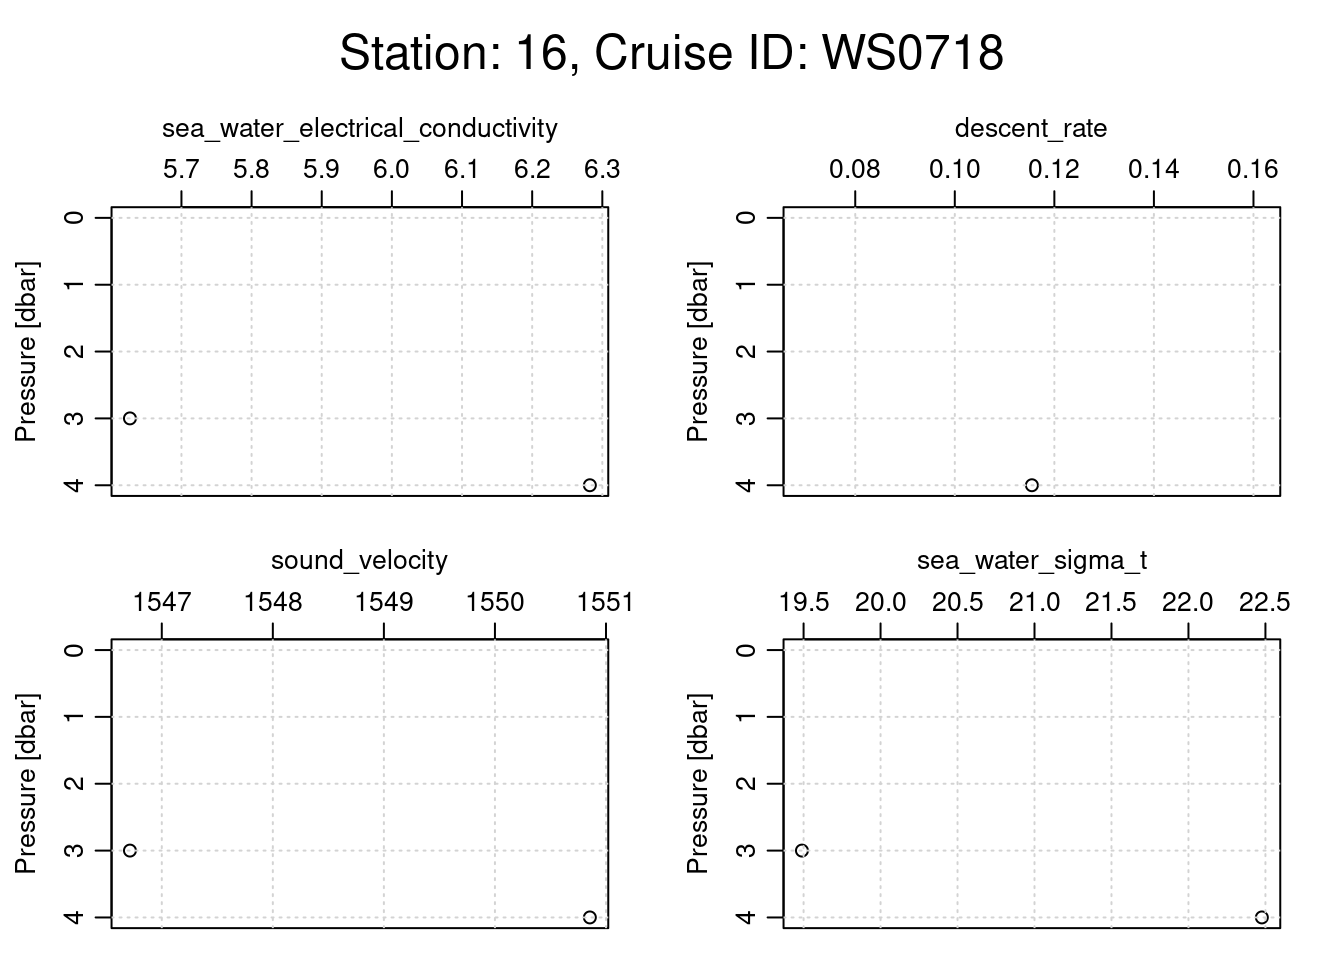 Station: 16, Cruise ID: WS0718
sea_water_electrical_conductivity
5.7 5.8 5.9 6.0 6.1 6.2 6.3
Pressure [dbar]
0
1
2
3
4
descent_rate
0.08 0.10 0.12 0.14 0.16
Pressure [dbar]
0
1
2
3
4
sound_velocity
1547 1548 1549 1550 1551
Pressure [dbar]
0
1
2
3
4
sea_water_sigma_t
19.5 20.0 20.5 21.0 21.5 22.0 22.5
Pressure [dbar]
0
1
2
3
4